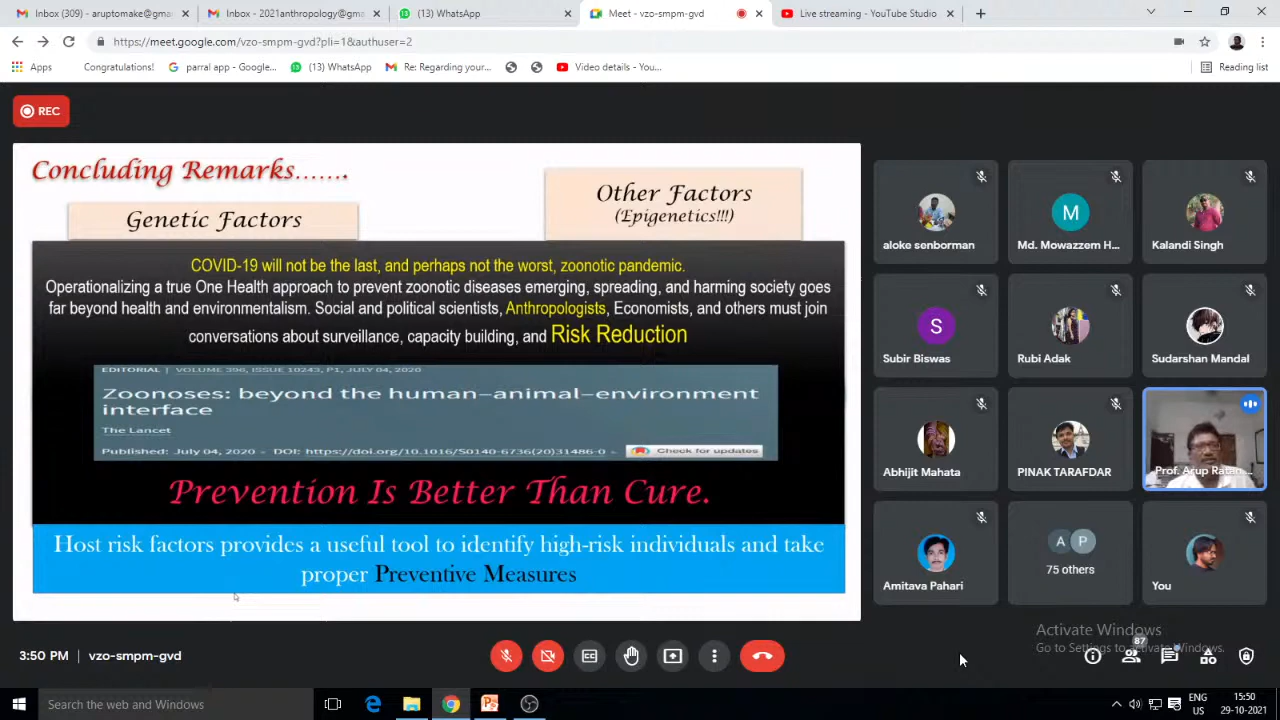 Inbox (309) - aruptomake@gmai
Inbox - 2021anthropology@gma
(13) WhatsApp
Meet - vzo-smpm-gvd
Live streaming - YouTube Studio
https://meet.google.com/vzo-smpm-gvd?pli=1&authuser=2
Apps
Congratulations!
parral app - Google...
(13) WhatsApp
Re: Regarding your...
Video details - You...
Reading list
REC
Concluding Remarks…….
Genetic Factors
Other Factors
(Epigenetics!!!)
COVID-19 will not be the last, and perhaps not the worst, zoonotic pandemic.
Operationalizing a true One Health approach to prevent zoonotic diseases emerging, spreading, and harming society goes
far beyond health and environmentalism. Social and political scientists, Anthropologists, Economists, and others must join
conversations about surveillance, capacity building, and Risk Reduction
EDITORIAL | VOLUME 396, ISSUE 10243, P1, JULY 04, 2020
Zoonoses: beyond the human–animal–environment
interface
The Lancet
Published: July 04, 2020 • DOI: https://doi.org/10.1016/S0140-6736(20)31486-0 •
Check for updates
Prevention Is Better Than Cure.
Host risk factors provides a useful tool to identify high-risk individuals and take
proper Preventive Measures
aloke senborman
M
Md. Mowazzem H...
Kalandi Singh
S
Subir Biswas
Rubi Adak
Sudarshan Mandal
Abhijit Mahata
PINAK TARAFDAR
Prof. Arup Ratan...
Amitava Pahari
A
P
75 others
You
3:50 PM | vzo-smpm-gvd
87
Activate Windows
Go to Settings to activate Windows.
Search the web and Windows
ENG
US
15:50
29-10-2021